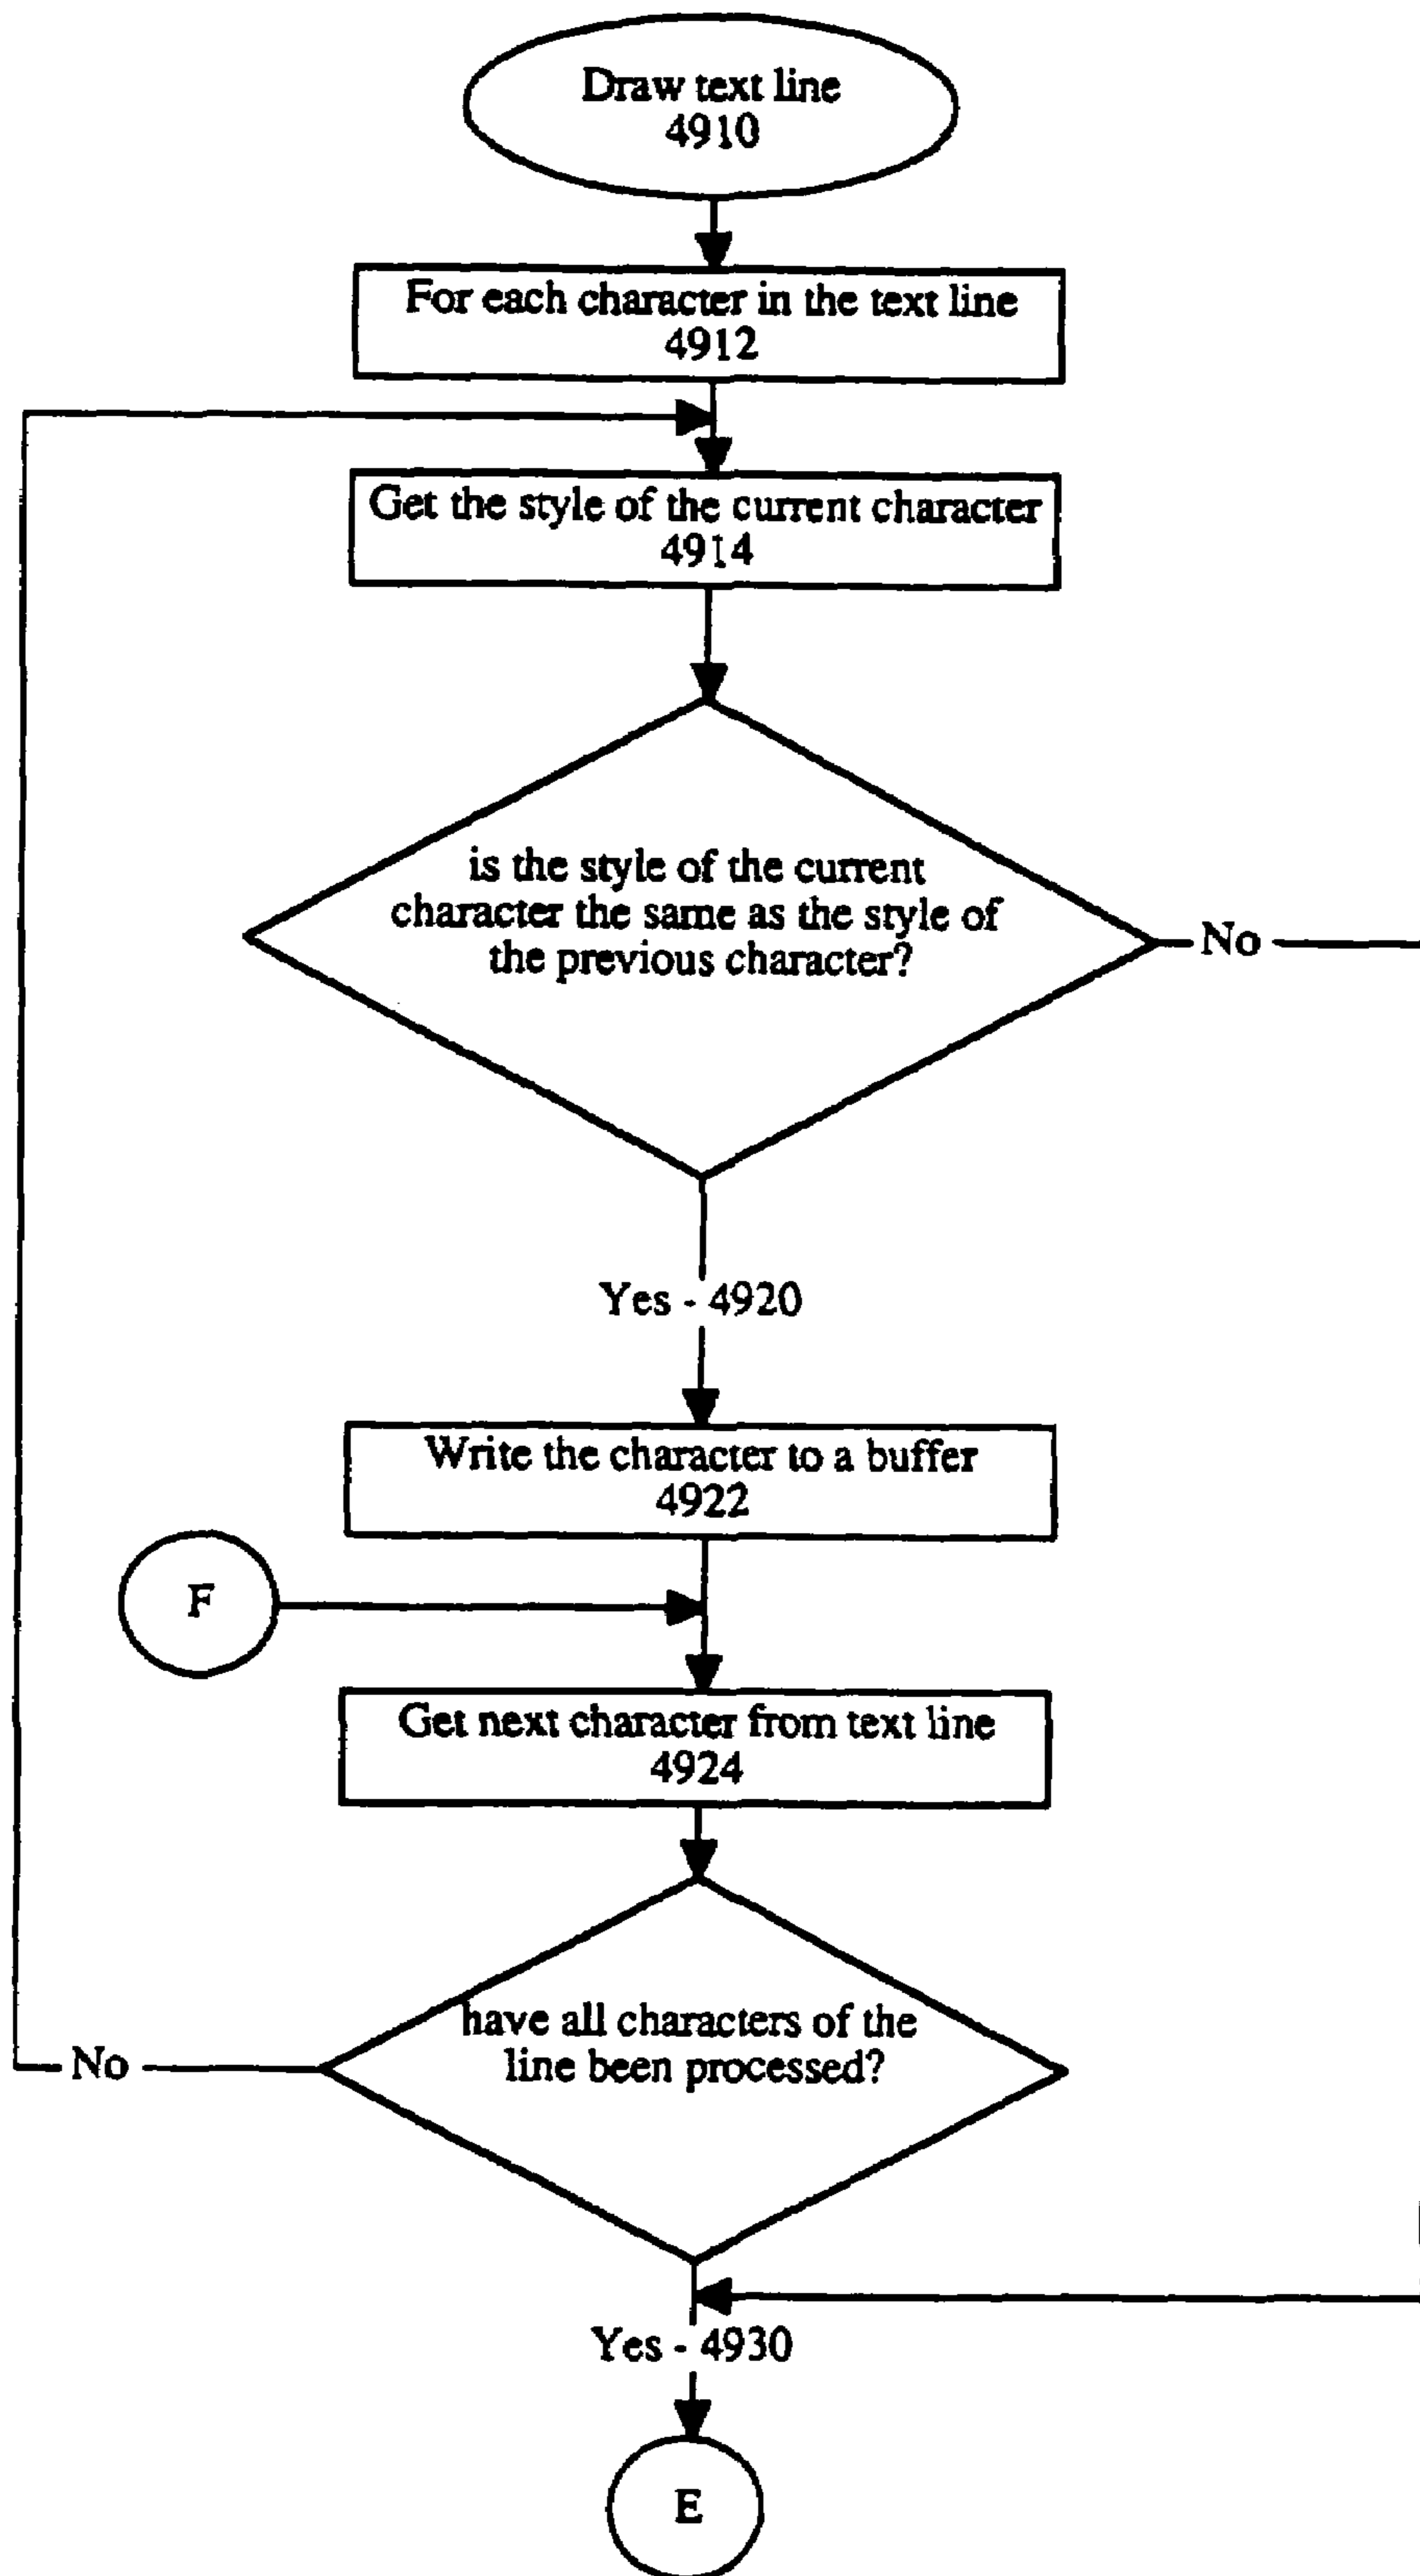 Draw text line
4910
For each character in the text line
4912
Get the style of the current character
4914
is the style of the current
character the same as the style of
the previous character?
No
Yes - 4920
Write the character to a buffer
4922
F
Get next character from text line
4924
have all characters of the
line been processed?
No
Yes - 4930
E